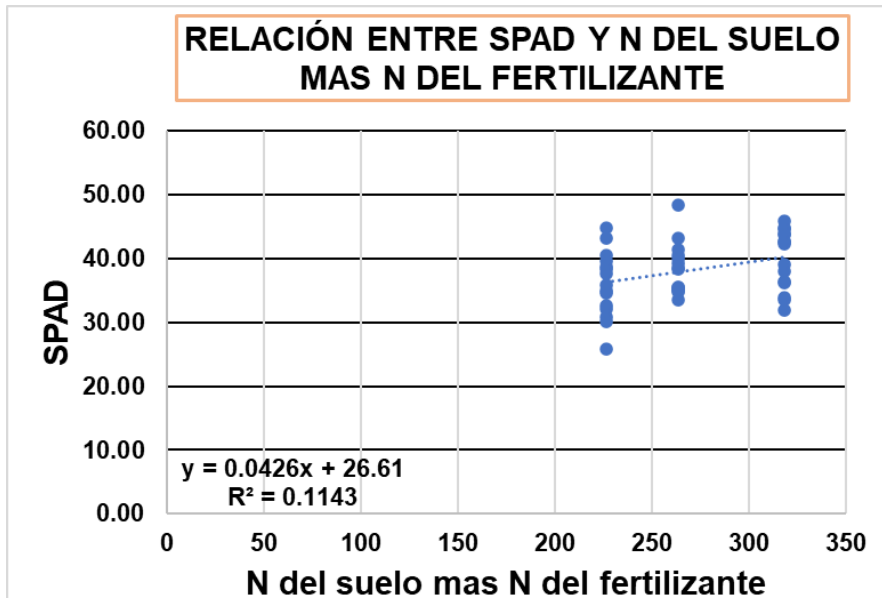 RELACIÓN ENTRE SPAD Y N DEL SUELO
MAS N DEL FERTILIZANTE
60.00
50.00
40.00
30.00
20.00
10.00
0.00
SPAD
y = 0.0426x + 26.61
R² = 0.1143
0 50 100 150 200 250 300 350
N del suelo mas N del fertilizante